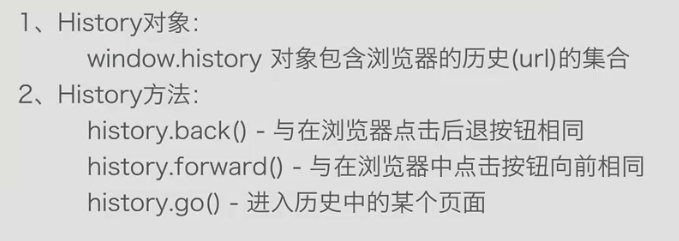 1、History对象：
window.history 对象包含浏览器的历史(url)的集合
2、History方法：
history.back() - 与在浏览器点击后退按钮相同
history.forward() - 与在浏览器中点击按钮向前相同
history.go() - 进入历史中的某个页面